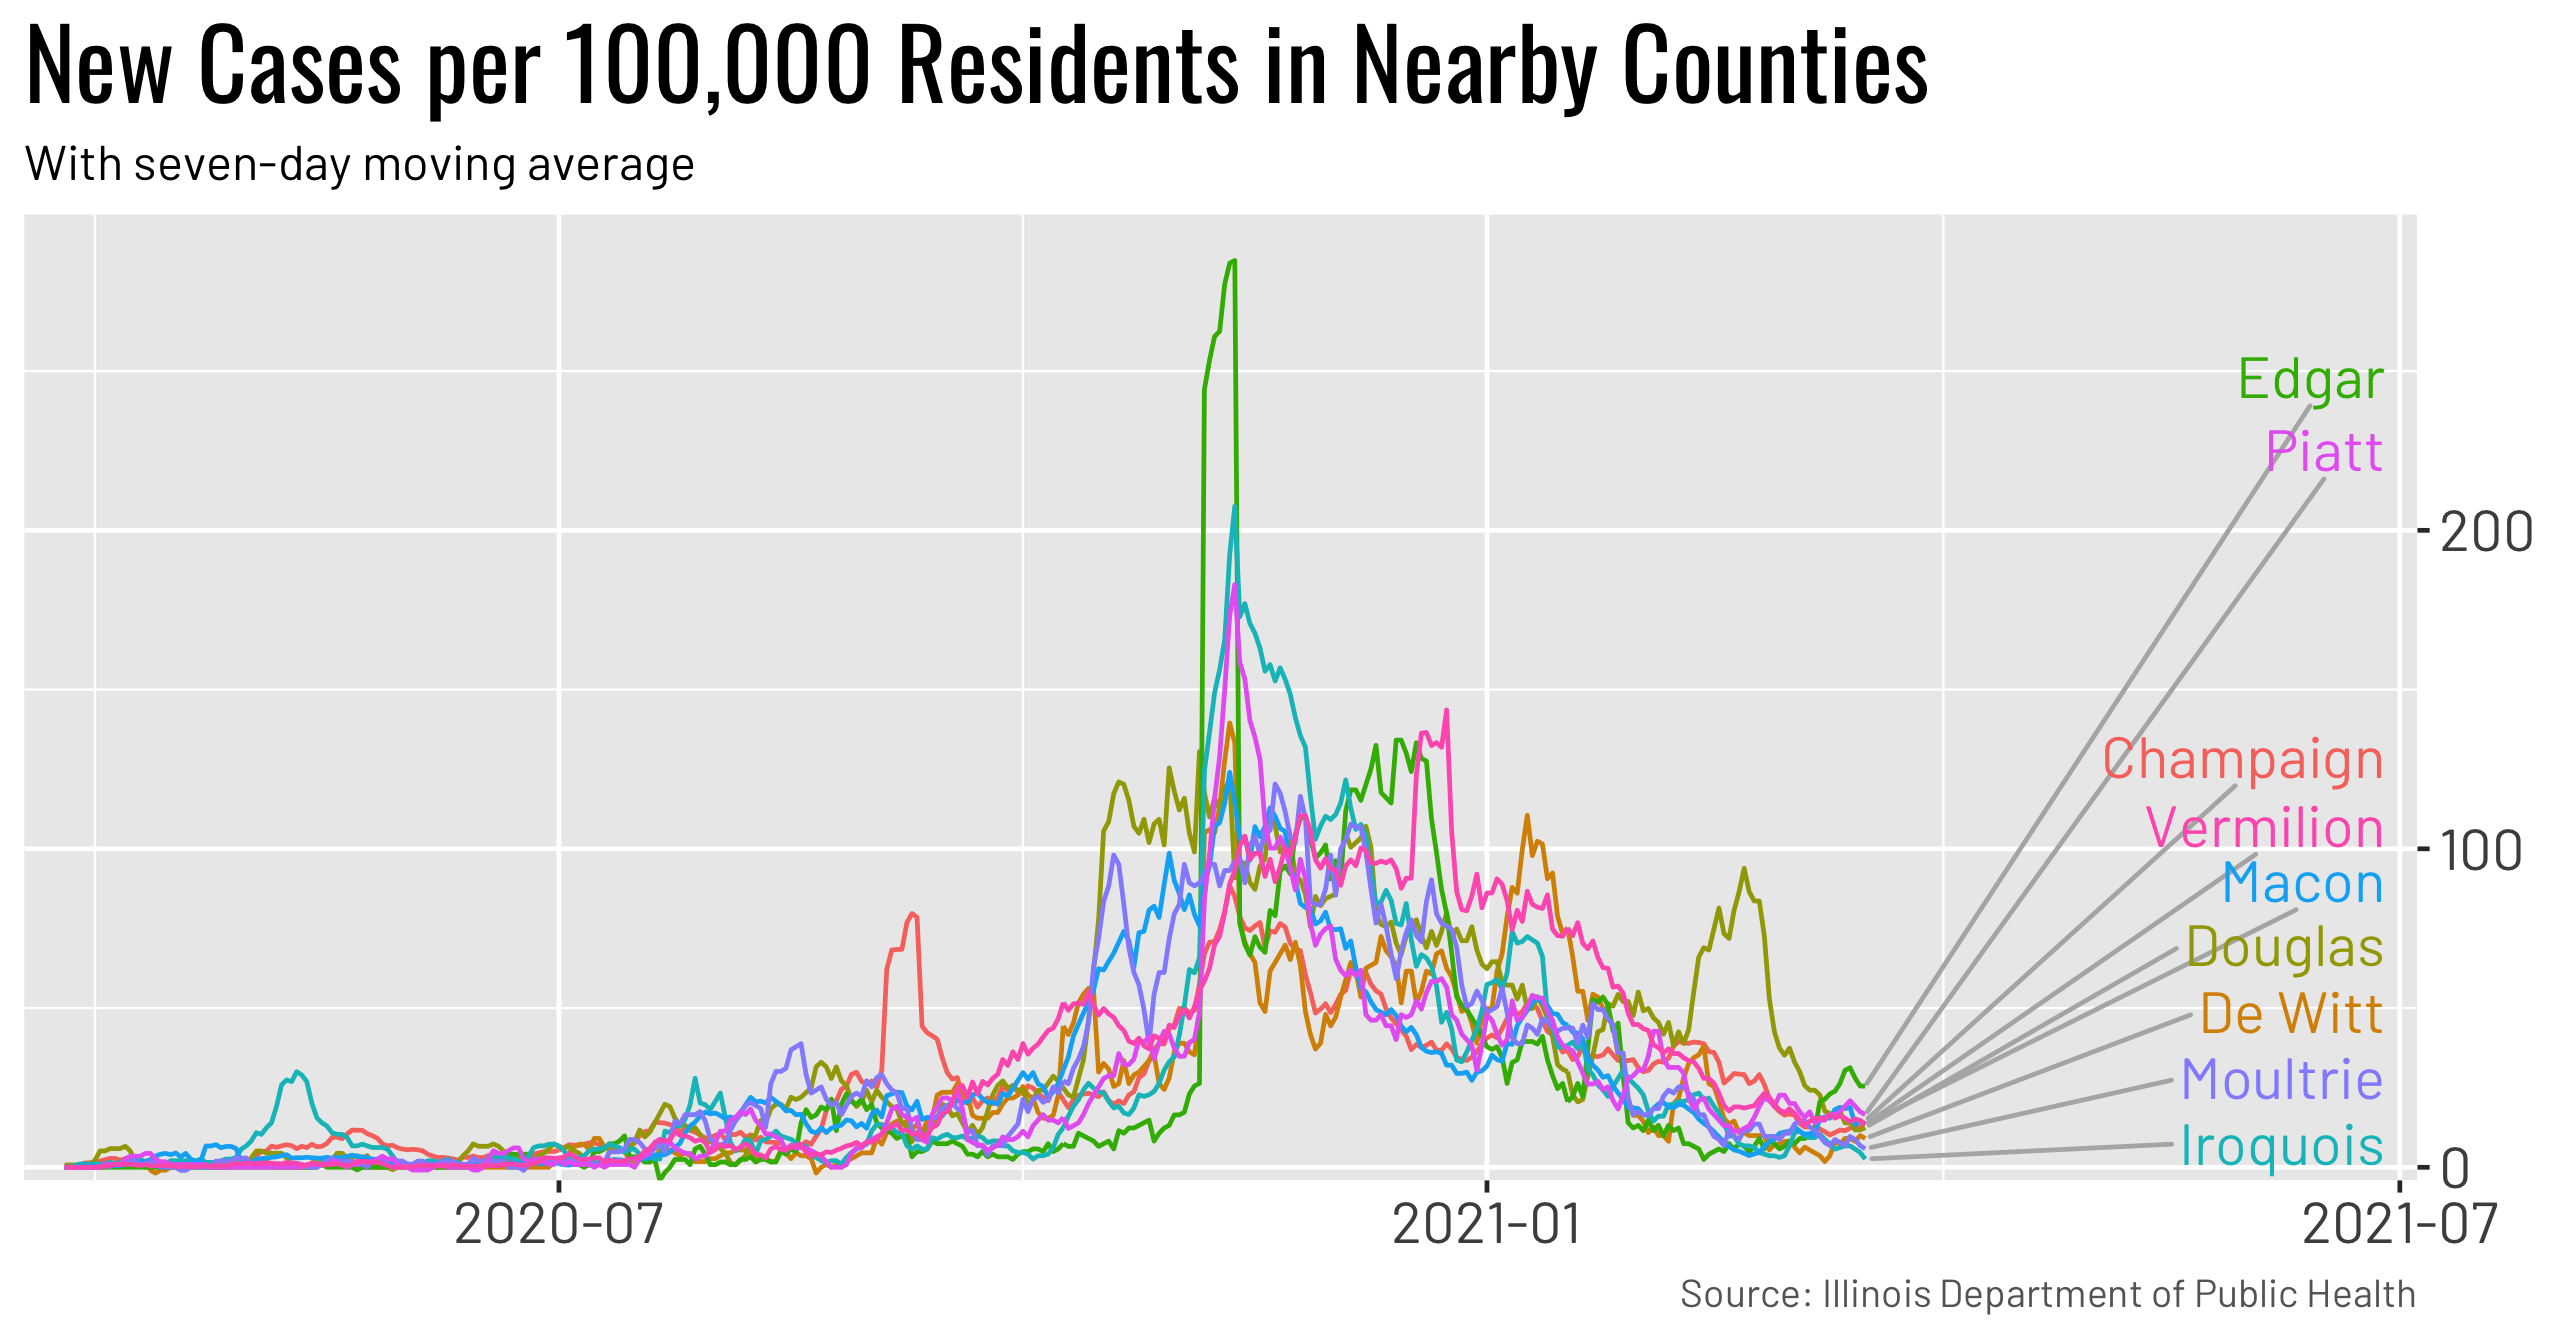 New Cases per 100,000 Residents in Nearby Counties
With seven-day moving average
Edgar
Piatt
200
Champaign
Vermilion
100
Macon
Douglas
De Witt
Moultrie
Iroquois
0
2020-07
2021-01
2021-07
Source: Illinois Department of Public Health